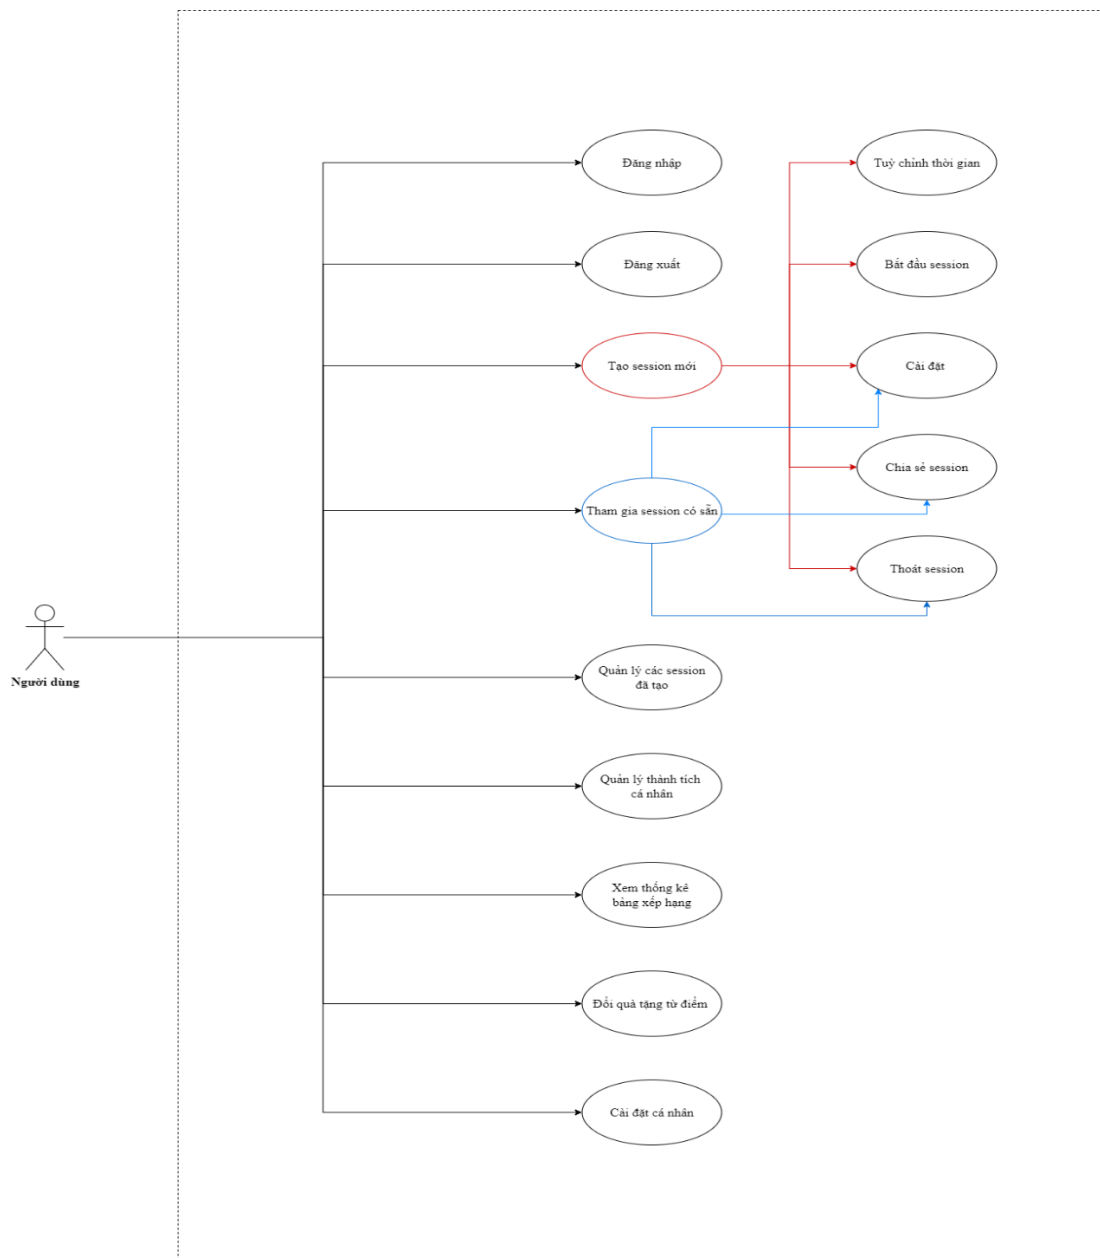 Đăng nhập
Tuỳ chỉnh thời gian
Đăng xuất
Bắt đầu session
Tạo session mới
Cài đặt
Chia sẻ session
Tham gia session có sẵn
Thoát session
Người dùng
Quản lý các session
đã tạo
Quản lý thành tích
cá nhân
Xem thống kê
bảng xếp hạng
Đổi quà tặng từ điểm
Cài đặt cá nhân